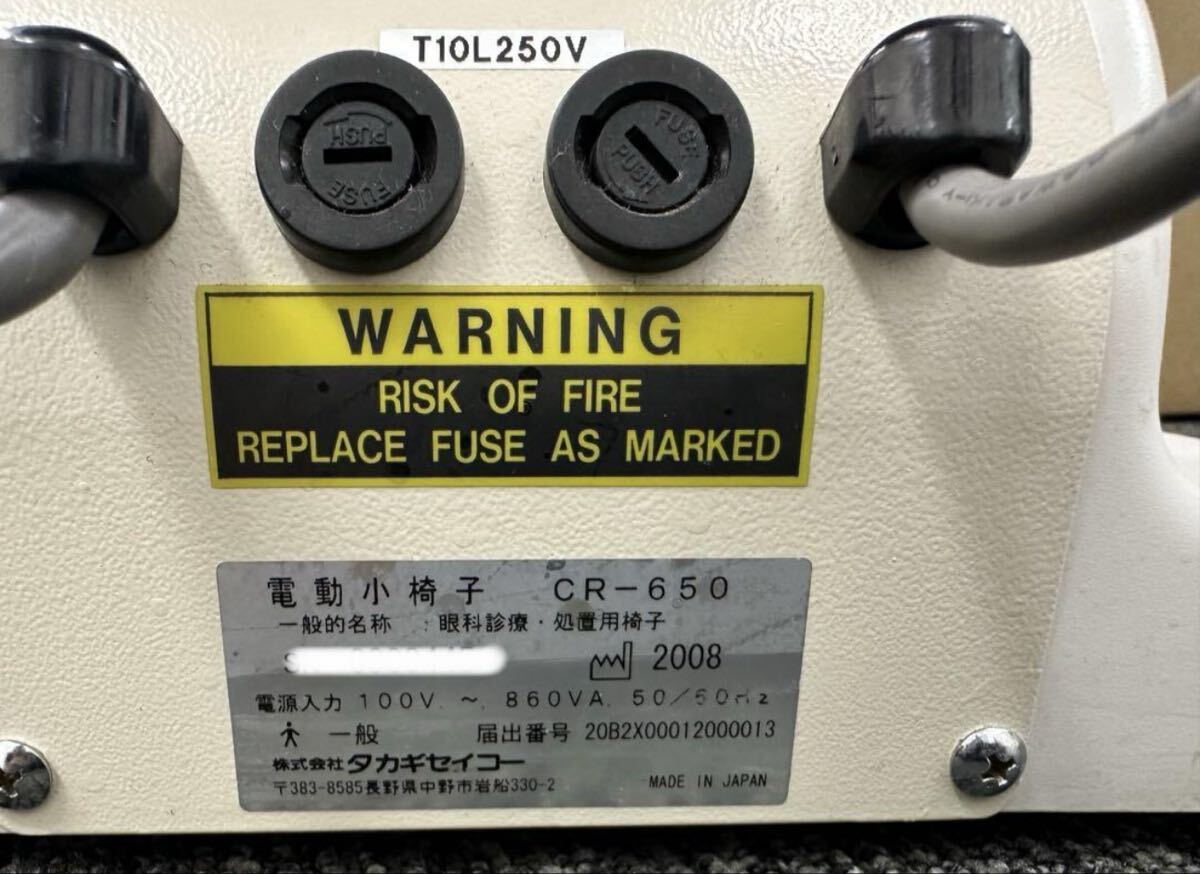 T10L250V
PUSH
FUSE
FUSE
PUSH
WARNING
RISK OF FIRE
REPLACE FUSE AS MARKED
電動小椅子 CR-650
一般的名称 : 眼科診療・処置用椅子
2008
電源入力 100V. ~. 860VA. 50/60Hz
一般 届出番号 20B2X00012000013
株式会社 タカギセイコー
〒383-8585長野県中野市岩船330-2 MADE IN JAPAN